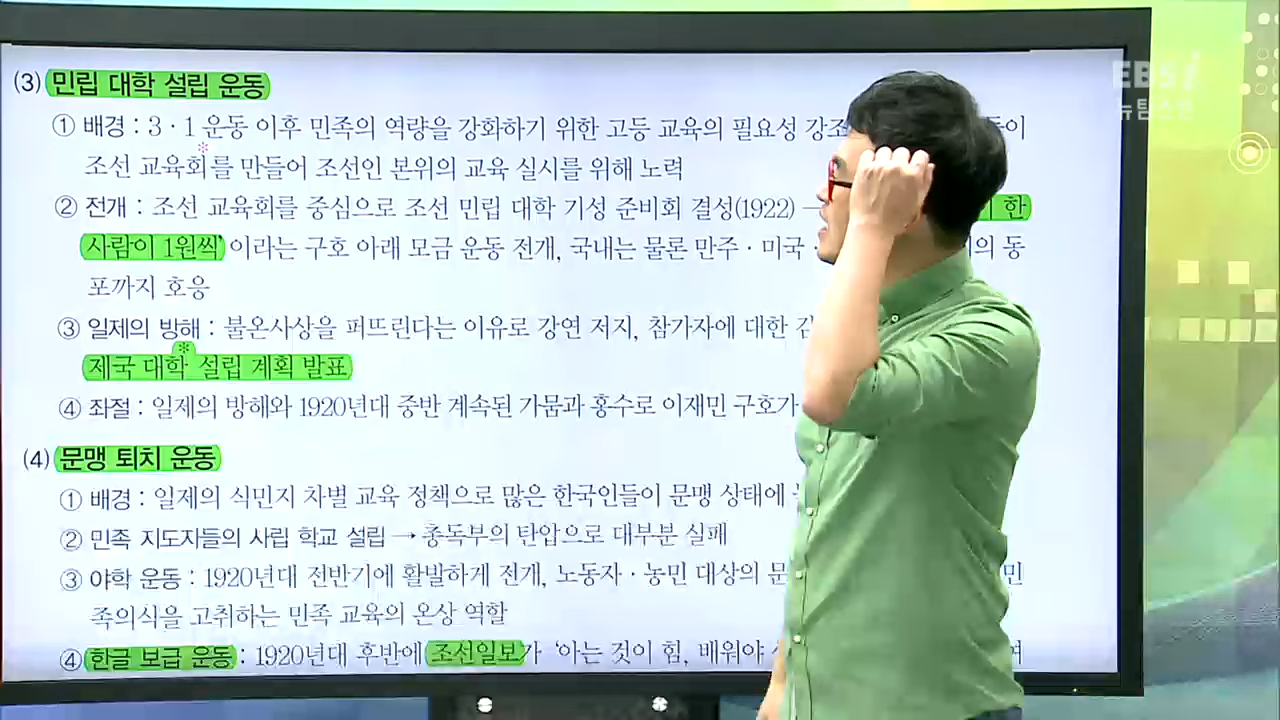 (3) 민립 대학 설립 운동
① 배경 : 3·1 운동 이후 민족의 역량을 강화하기 위한 고등 교육의 필요성 강조
조선 교육회*를 만들어 조선인 본위의 교육 실시를 위해 노력
② 전개 : 조선 교육회를 중심으로 조선 민립 대학 기성 준비회 결성(1922) 한
사람이 1원씩’이라는 구호 아래 모금 운동 전개, 국내는 물론 만주·미국· 의 동
포까지 호응
③ 일제의 방해 : 불온사상을 퍼뜨린다는 이유로 강연 저지, 참가자에 대한
제국 대학* 설립 계획 발표
④ 좌절 : 일제의 방해와 1920년대 중반 계속된 가뭄과 홍수로 이재민 구호가
(4) 문맹 퇴치 운동
① 배경 : 일제의 식민지 차별 교육 정책으로 많은 한국인들이 문맹 상태에
② 민족 지도자들의 사립 학교 설립 → 총독부의 탄압으로 대부분 실패
③ 야학 운동 : 1920년대 전반기에 활발하게 전개, 노동자·농민 대상의 민
족의식을 고취하는 민족 교육의 온상 역할
④ 한글 보급 운동 : 1920년대 후반에 조선일보가 ‘아는 것이 힘, 배워야
EBS i
뉴탐스런